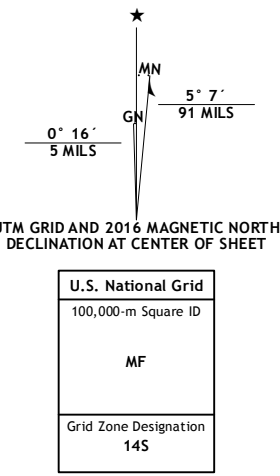 ★
MN
5° 7´
91 MILS
GN
0° 16´
5 MILS
UTM GRID AND 2016 MAGNETIC NORTH
DECLINATION AT CENTER OF SHEET
U.S. National Grid
100,000-m Square ID
MF
Grid Zone Designation
14S